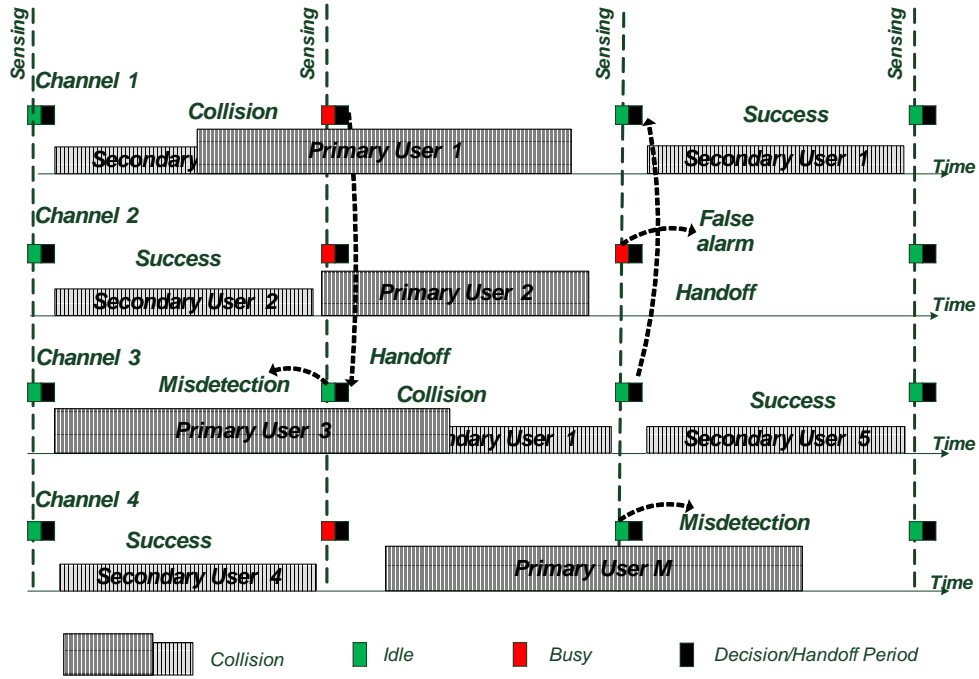 Sensing Sensing Sensing Sensing
Channel 1
Collision
Success
Secondary
Primary User 1
Secondary User 1
Time
Channel 2
False
alarm
Success
Handoff
Secondary User 2
Primary User 2
Time
Channel 3
Handoff
Misdetection
Collision
Success
Primary User 3
ndary User 1
Secondary User 5
Time
Channel 4
Misdetection
Success
Secondary User 4
Primary User M
Time
Collision
Idle
Busy
Decision/Handoff Period